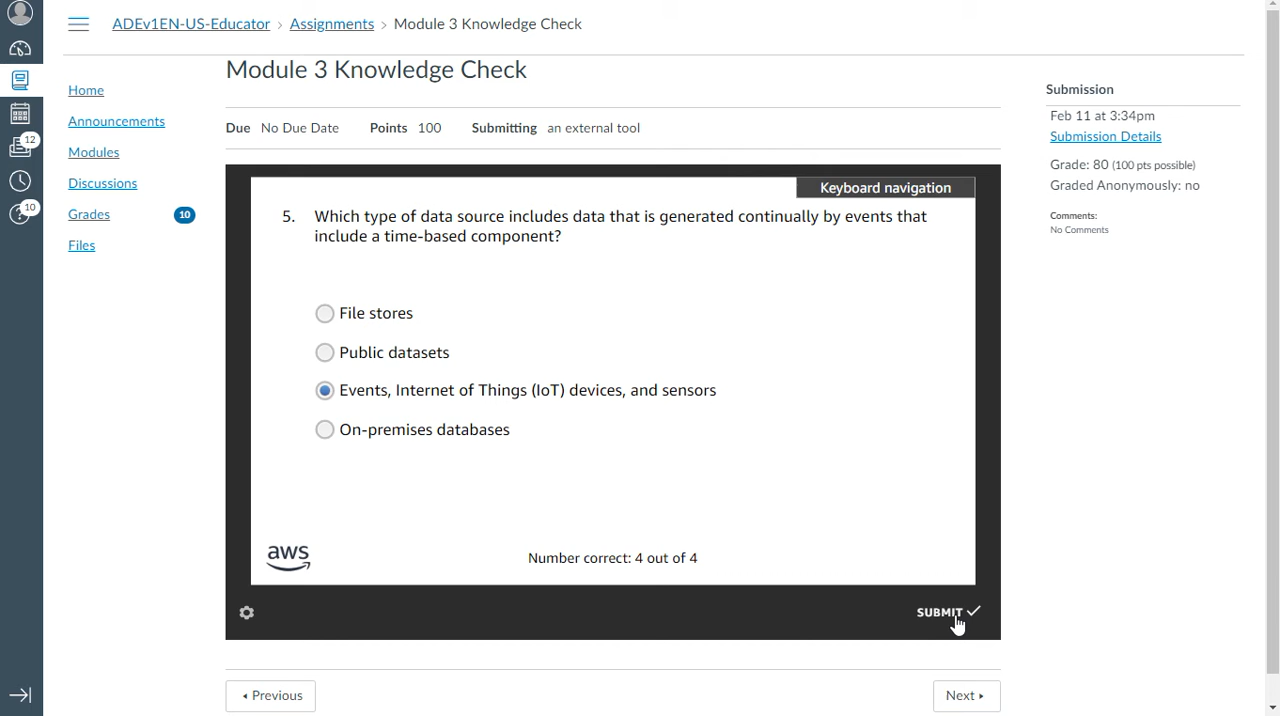 ADEv1EN-US-Educator › Assignments › Module 3 Knowledge Check
Module 3 Knowledge Check
Home
Announcements
Modules
Discussions
Grades 10
Files
12
10
Due No Due Date Points 100 Submitting an external tool
Keyboard navigation
5. Which type of data source includes data that is generated continually by events that
include a time-based component?
File stores
Public datasets
Events, Internet of Things (IoT) devices, and sensors
On-premises databases
aws
Number correct: 4 out of 4
SUBMIT
Previous
Next
Submission
Feb 11 at 3:34pm
Submission Details
Grade: 80 (100 pts possible)
Graded Anonymously: no
Comments:
No Comments